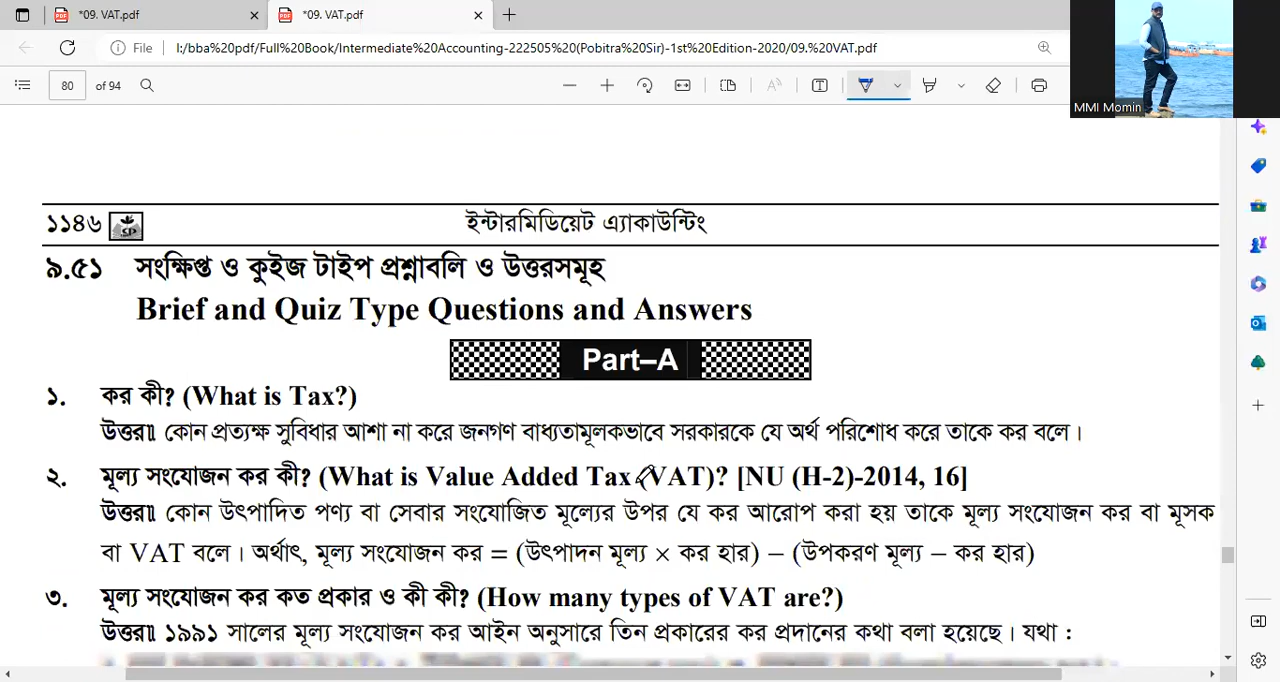 *09. VAT.pdf
*09. VAT.pdf
File
I:/bba%20pdf/Full%20Book/Intermediate%20Accounting-222505%20(Pobitra%20Sir)-1st%20Edition-2020/09.%20VAT.pdf
80 of 94
MMI Momin
১১৪৬ SP ইন্টারমিডিয়েট এ্যাকাউন্টিং
৯.৫১ সংক্ষিপ্ত ও কুইজ টাইপ প্রশ্নাবলি ও উত্তরসমূহ
Brief and Quiz Type Questions and Answers
Part–A
১. কর কী? (What is Tax?)
উত্তর॥ কোন প্রত্যক্ষ সুবিধার আশা না করে জনগণ বাধ্যতামূলকভাবে সরকারকে যে অর্থ পরিশোধ করে তাকে কর বলে।
২. মূল্য সংযোজন কর কী? (What is Value Added Tax (VAT)? [NU (H-2)-2014, 16]
উত্তর॥ কোন উৎপাদিত পণ্য বা সেবার সংযোজিত মূল্যের উপর যে কর আরোপ করা হয় তাকে মূল্য সংযোজন কর বা মূসক
বা VAT বলে। অর্থাৎ, মূল্য সংযোজন কর = (উৎপাদন মূল্য × কর হার) − (উপকরণ মূল্য − কর হার)
৩. মূল্য সংযোজন কর কত প্রকার ও কী কী? (How many types of VAT are?)
উত্তর॥ ১৯৯১ সালের মূল্য সংযোজন কর আইন অনুসারে তিন প্রকারের কর প্রদানের কথা বলা হয়েছে। যথা :